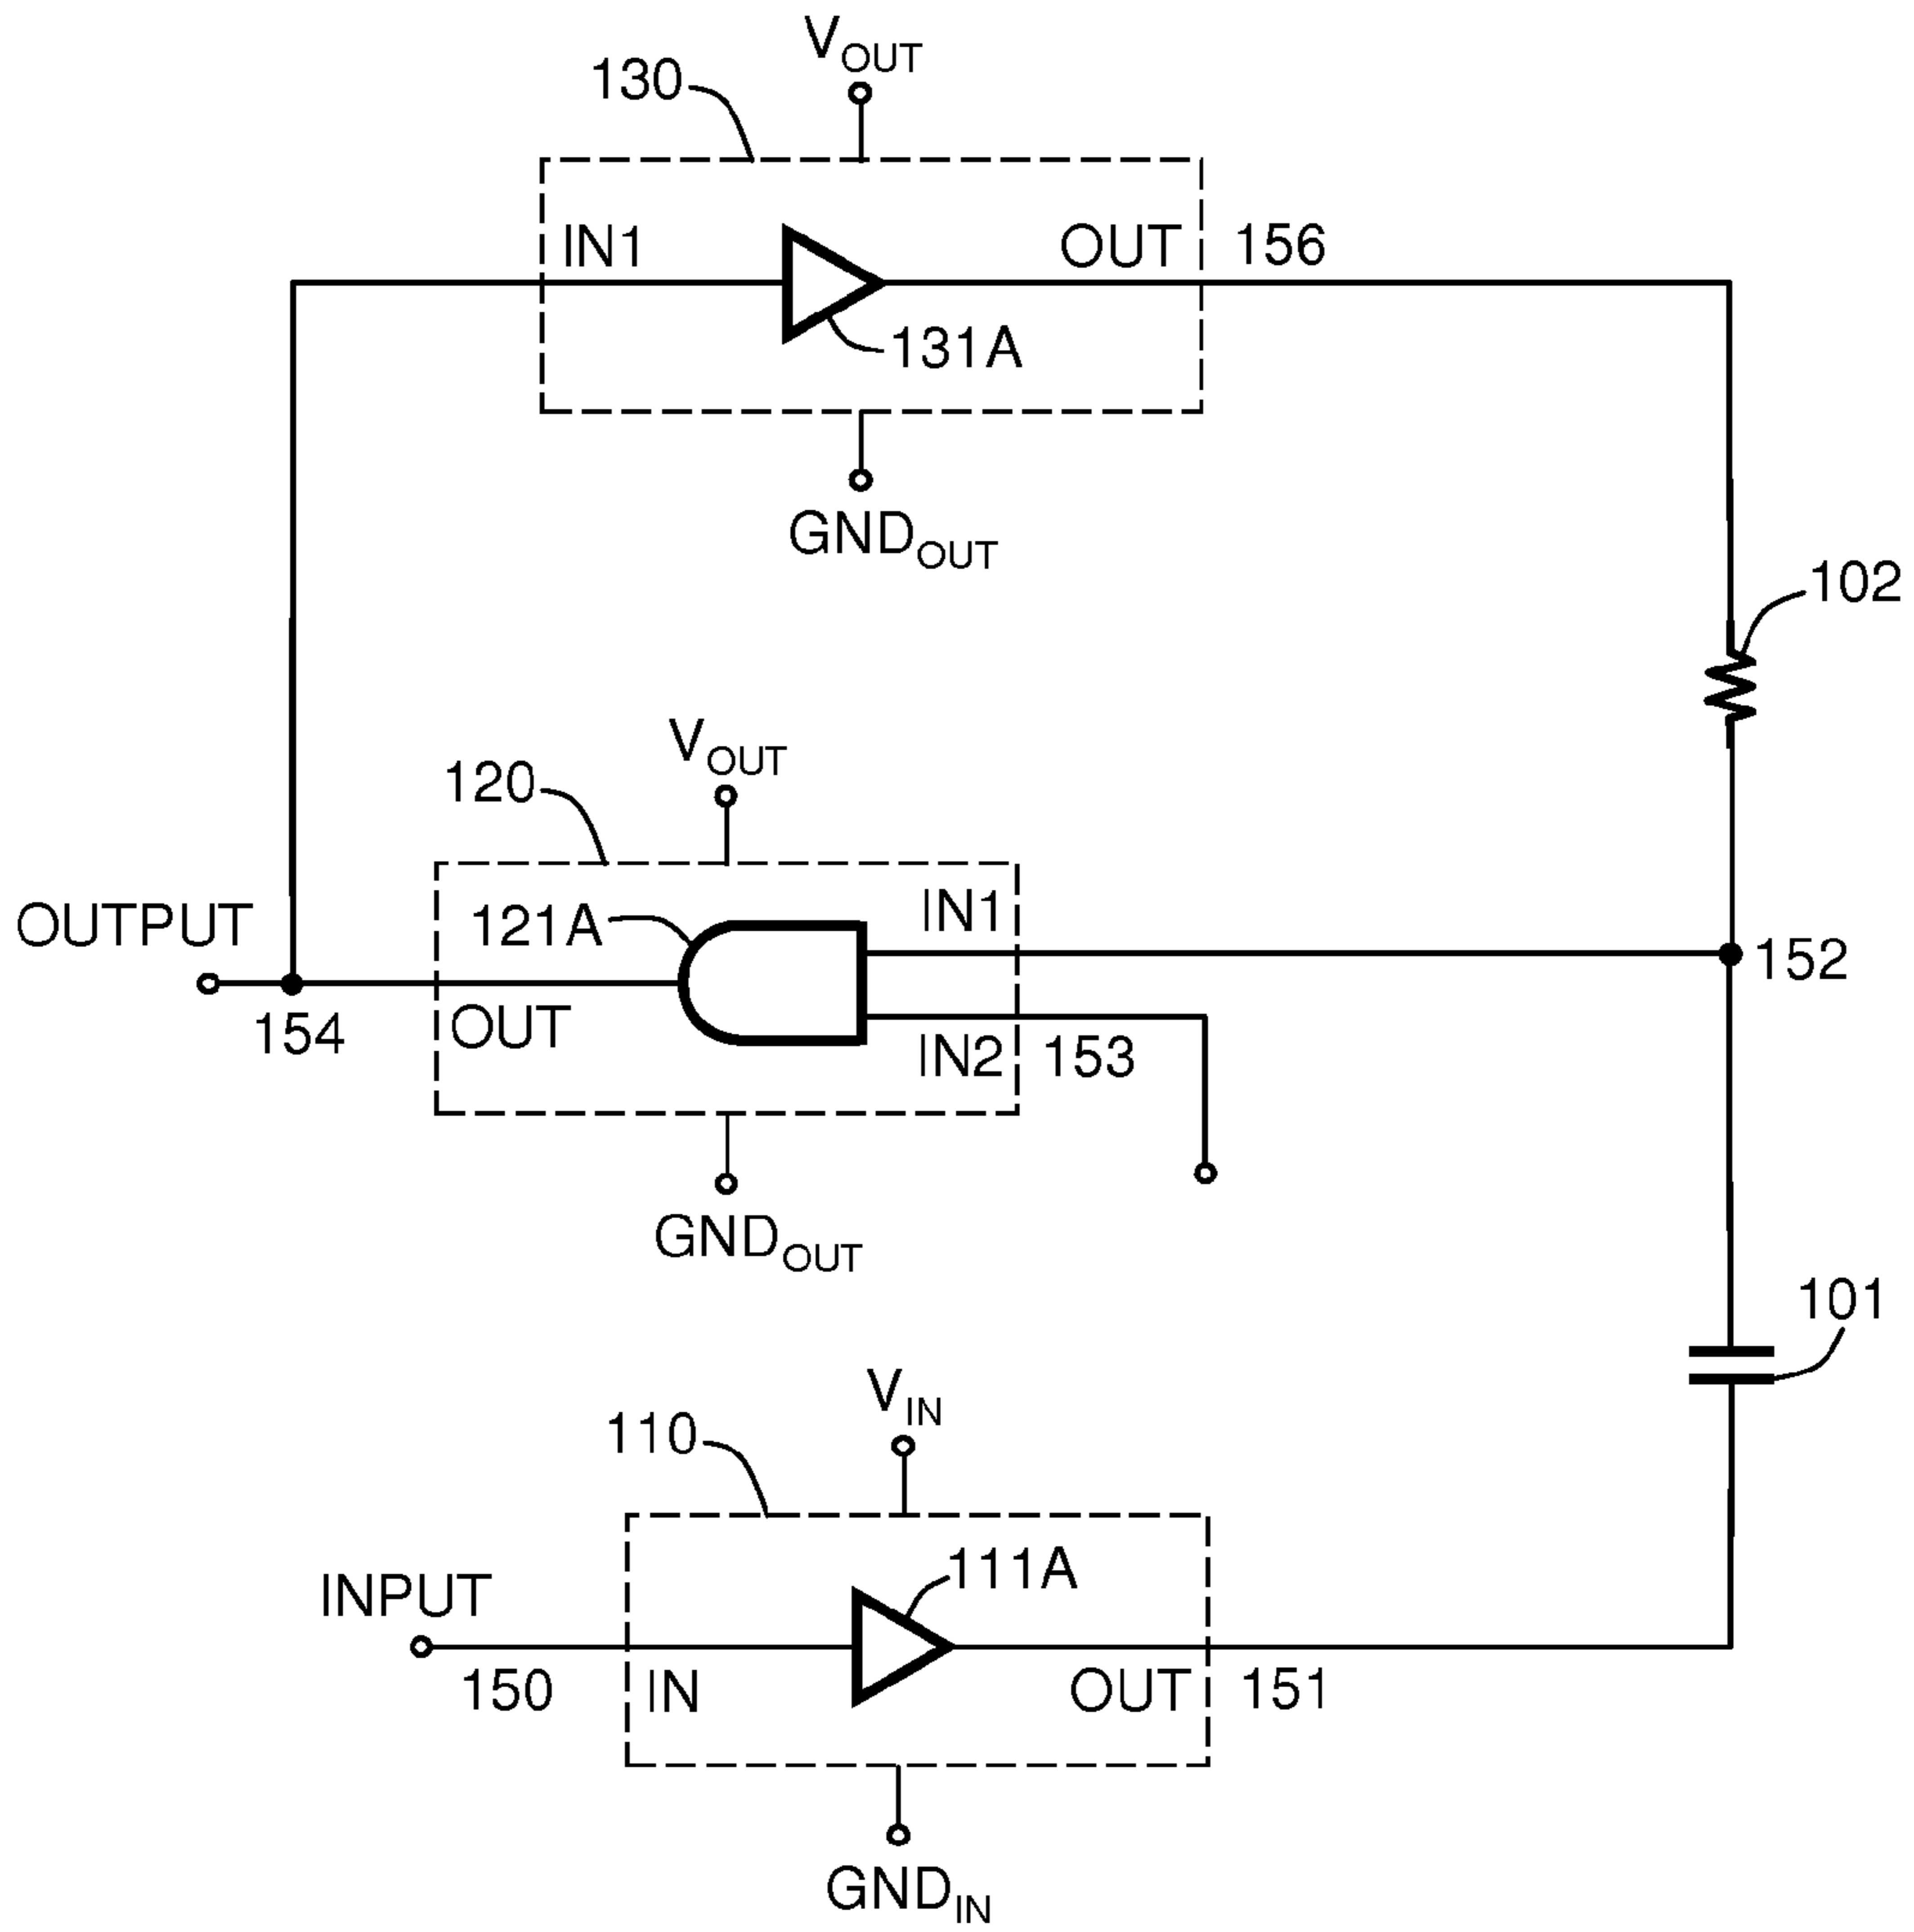 V_OUT
130
IN1
OUT
156
131A
GND_OUT
102
V_OUT
120
OUTPUT
121A
IN1
152
154
OUT
IN2
153
GND_OUT
101
V_IN
110
111A
INPUT
150
IN
OUT
151
GND_IN